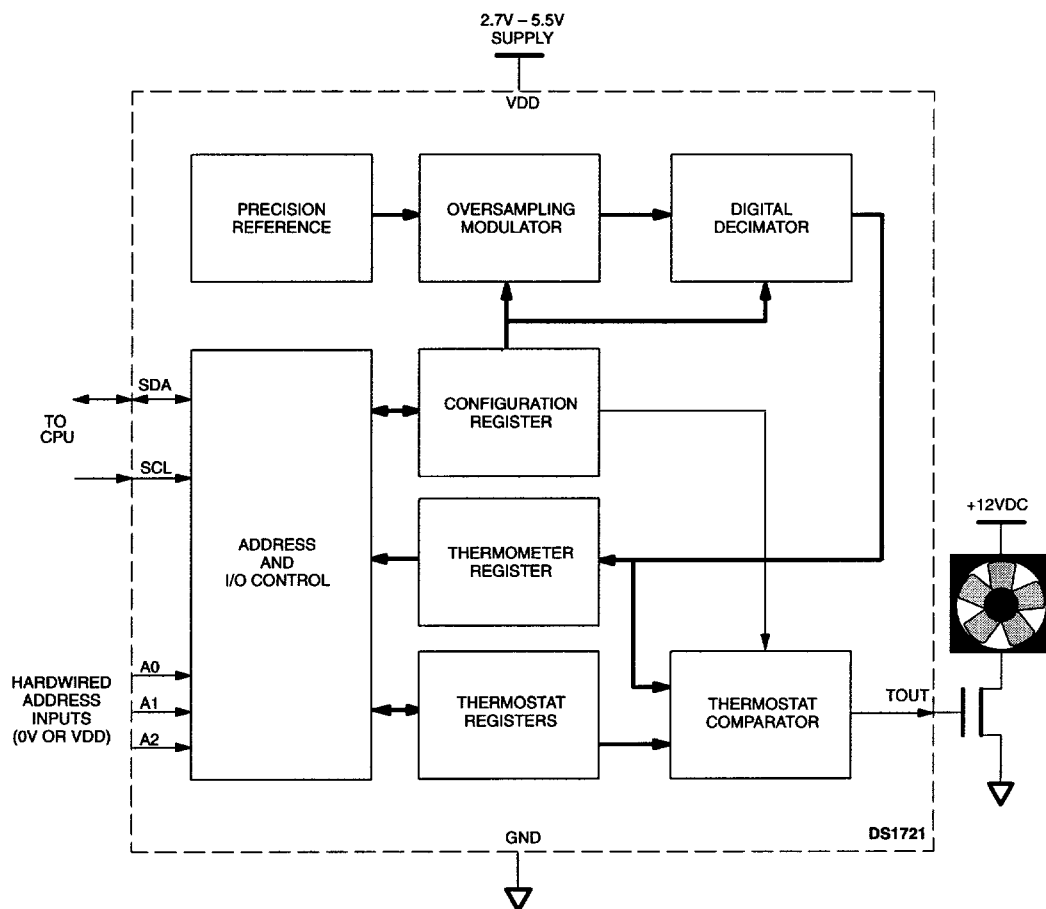 2.7V – 5.5V
SUPPLY
VDD
PRECISION
REFERENCE
OVERSAMPLING
MODULATOR
DIGITAL
DECIMATOR
SDA
TO
CPU
SCL
ADDRESS
AND
I/O CONTROL
CONFIGURATION
REGISTER
THERMOMETER
REGISTER
+12VDC
A0
HARDWIRED
ADDRESS
INPUTS
(0V OR VDD)
A1
A2
THERMOSTAT
REGISTERS
THERMOSTAT
COMPARATOR
TOUT
GND
DS1721